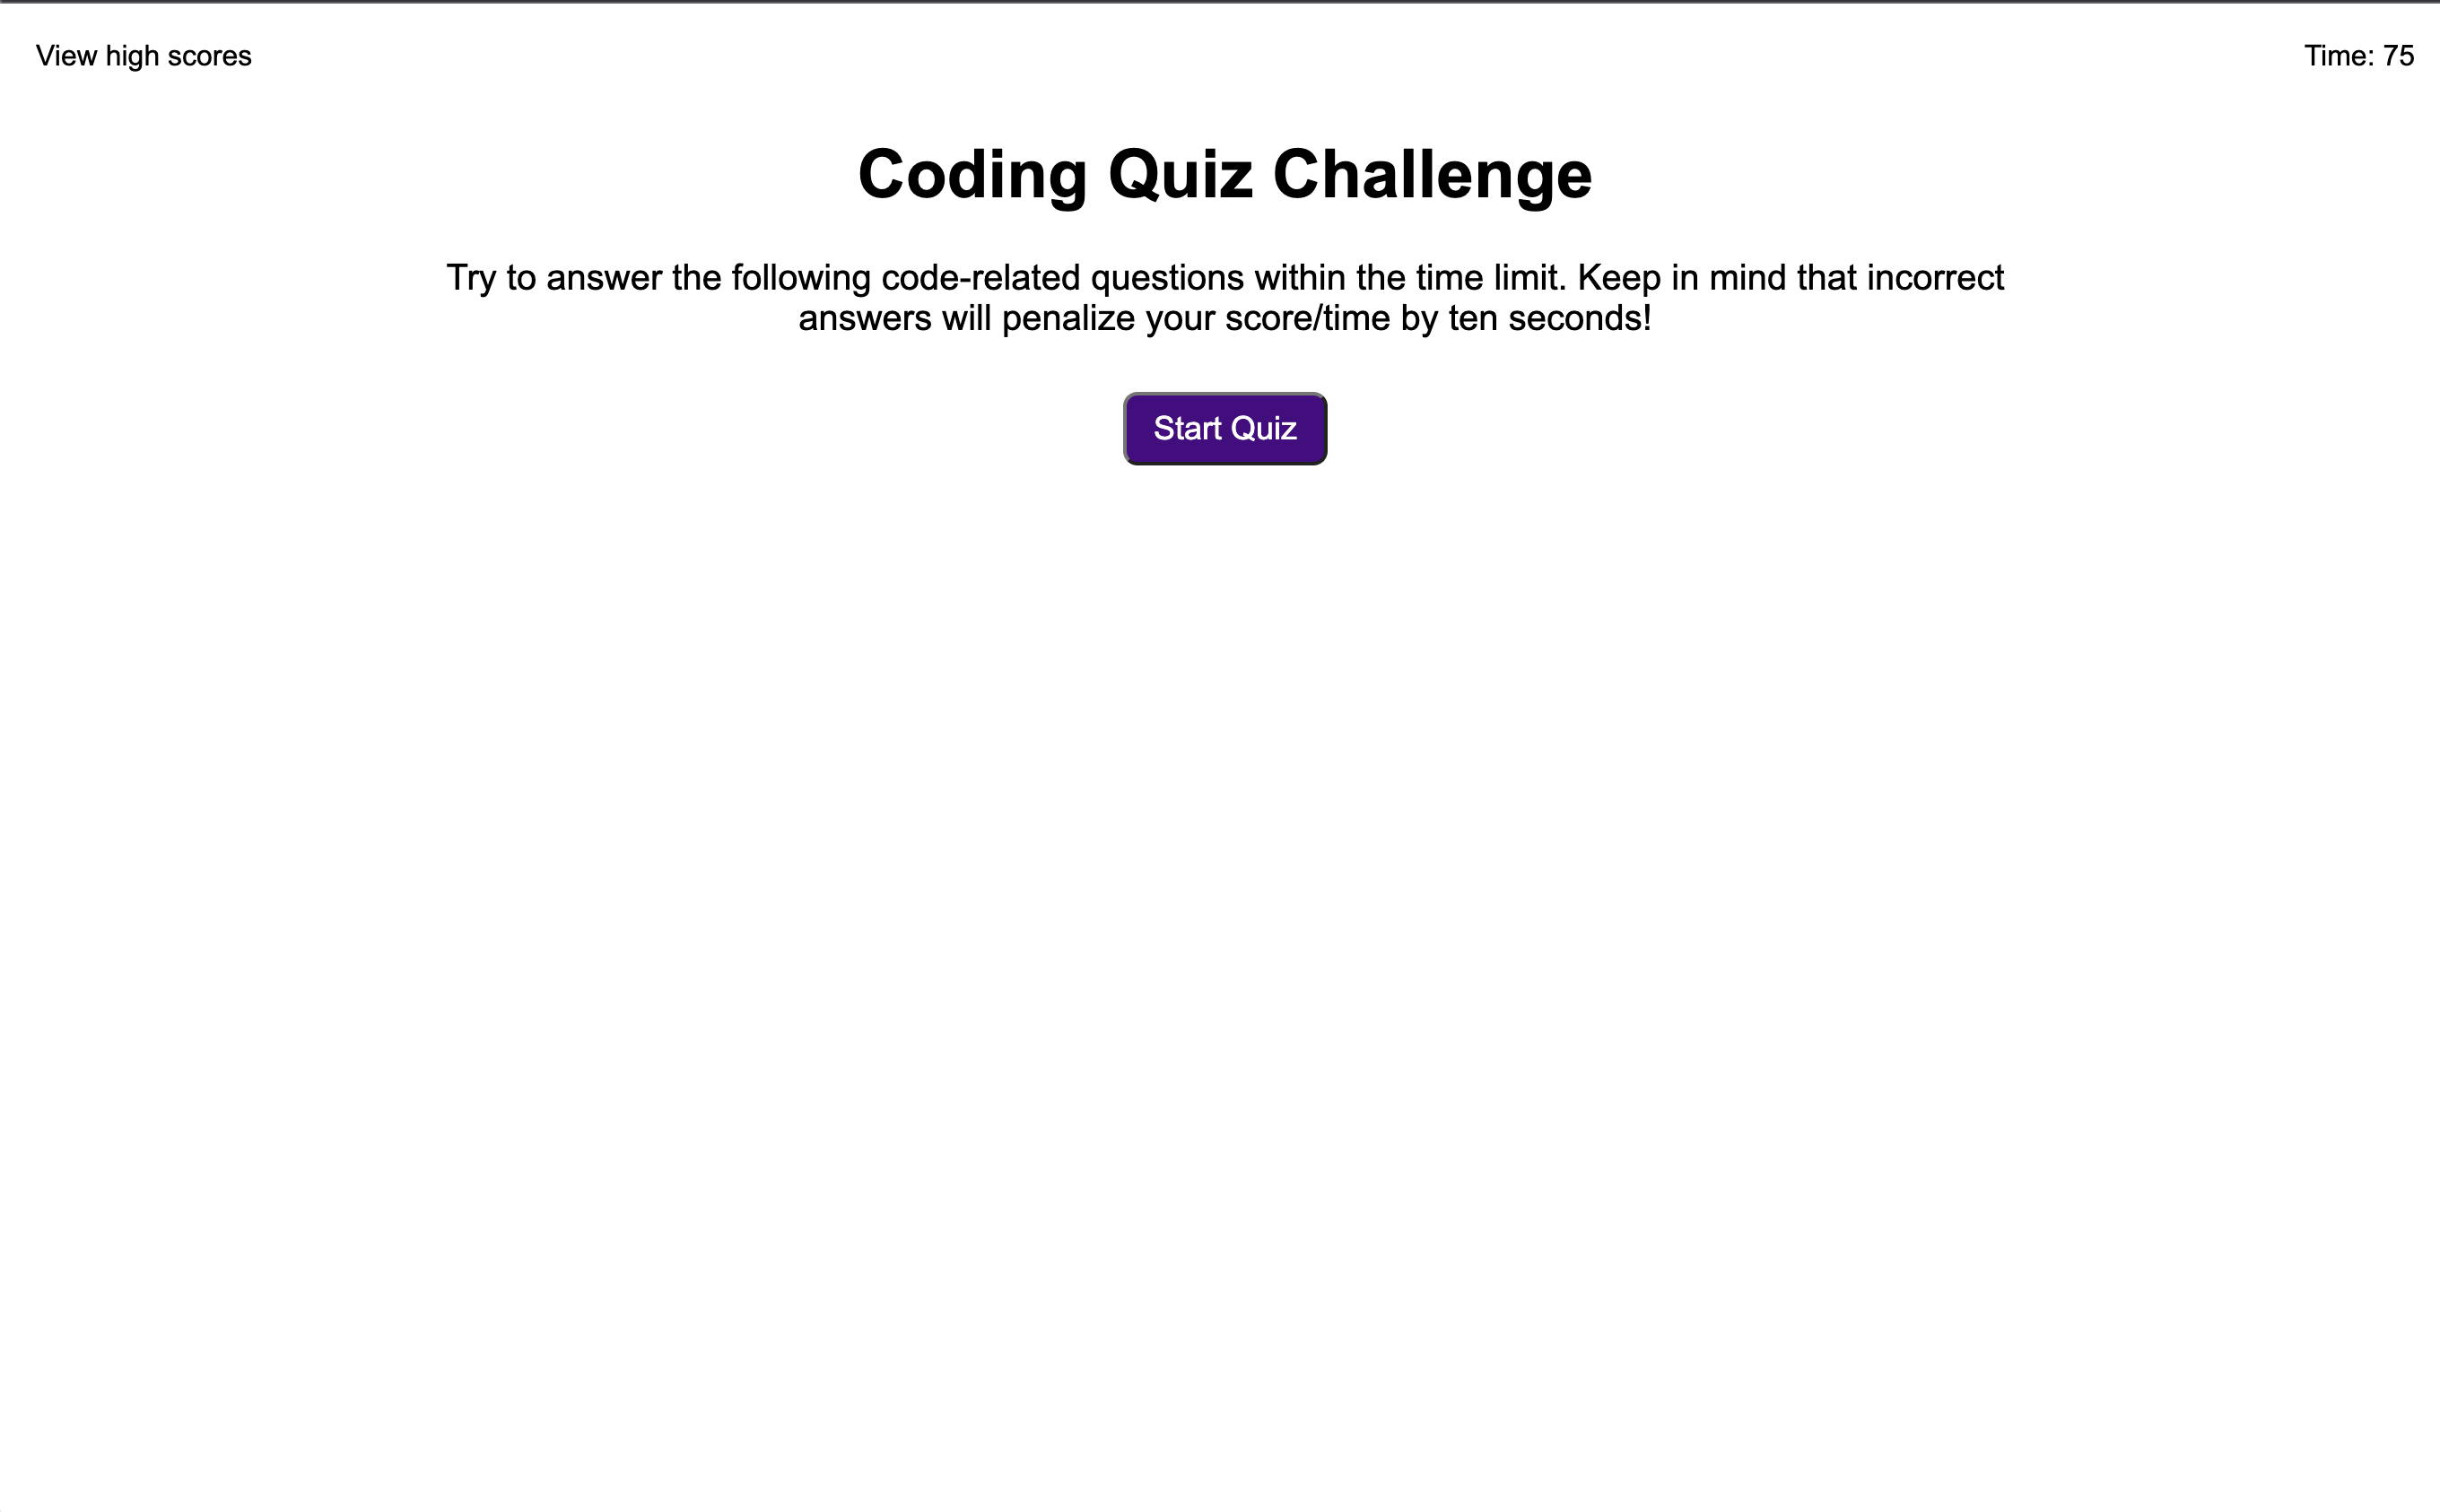 View high scores
Time: 75
Coding Quiz Challenge
Try to answer the following code-related questions within the time limit. Keep in mind that incorrect
answers will penalize your score/time by ten seconds!
Start Quiz